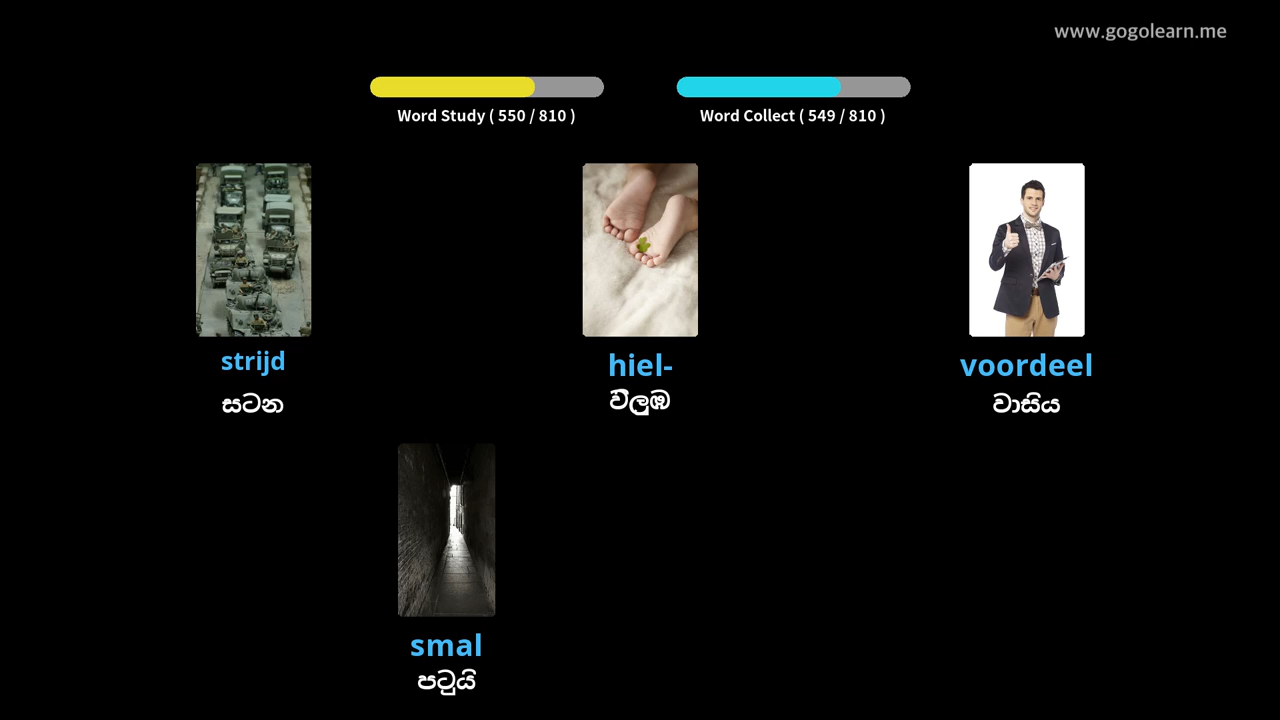 www.gogolearn.me
Word Study ( 550 / 810 )
Word Collect ( 549 / 810 )
strijd
සටන
hiel-
විලුඹ
voordeel
වාසිය
smal
පටුයි